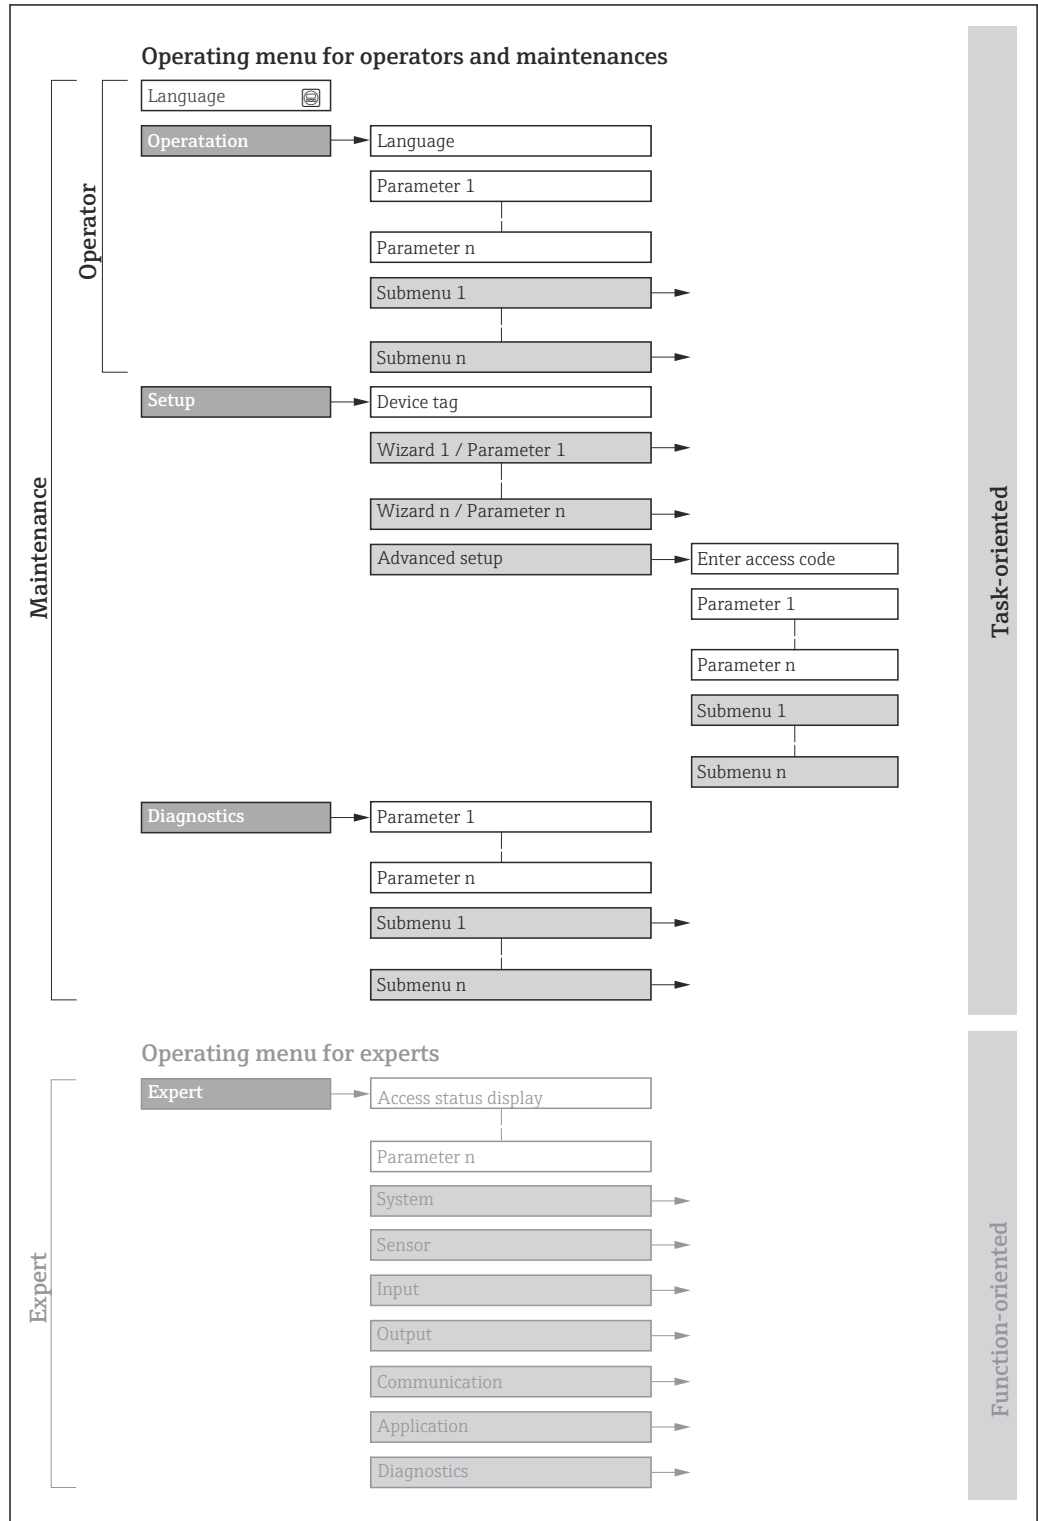 Operating menu for operators and maintenances
Language
Operatation
Language
Parameter 1
Parameter n
Submenu 1
Submenu n
Operator
Setup
Device tag
Wizard 1 / Parameter 1
Wizard n / Parameter n
Advanced setup
Enter access code
Parameter 1
Parameter n
Submenu 1
Submenu n
Maintenance
Task-oriented
Diagnostics
Parameter 1
Parameter n
Submenu 1
Submenu n
Operating menu for experts
Expert
Access status display
Parameter n
System
Sensor
Input
Output
Communication
Application
Diagnostics
Expert
Function-oriented